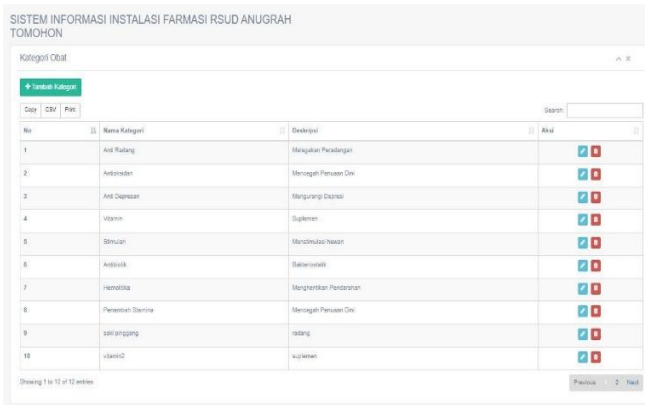 SISTEM INFORMASI INSTALASI FARMASI RSUD ANUGRAH
TOMOHON
Kategori Obat
+ Tambah Kategori
Copy CSV Print
Search:
No Nama Kategori Deskripsi Aksi
1 Anti Radang Melegakan Peradangan
2 Antioksidan Mencegah Penuaan Dini
3 Anti Depresan Mengurangi Depresi
4 Vitamin Suplemen
5 Stimulan Menstimulasi
6 Antibiotik Bakteriostatik
7 Menghentikan Pendarahan
8 Penambah Stamina Mencegah Penuaan Dini
9 sakit pinggang radang
10 vitamin2 suplemen
Showing 1 to 10 of 12 entries
Previous 1 2 Next